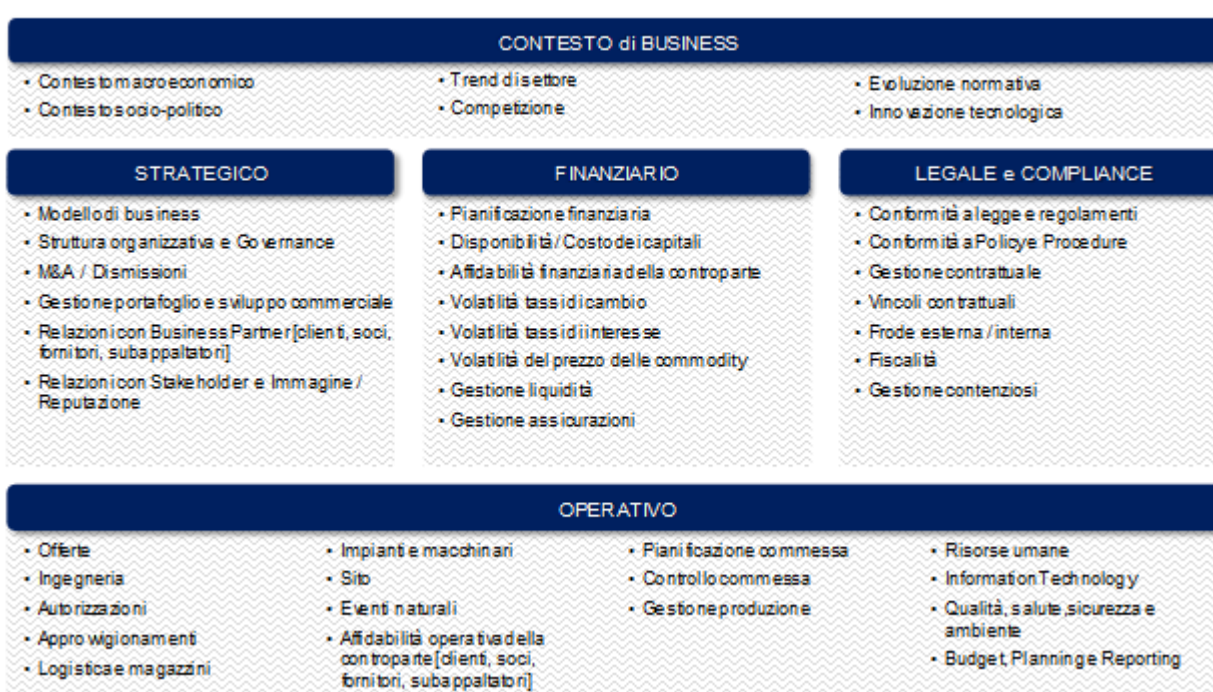 CONTESTO di BUSINESS
• Contesto macroeconomico
• Contesto socio-politico
• Trend di settore
• Competizione
• Evoluzione normativa
• Innovazione tecnologica
STRATEGICO
• Modello di business
• Struttura organizzativa e Governance
• M&A / Dismissioni
• Gestione portafoglio e sviluppo commerciale
• Relazioni con Business Partner [clienti, soci,
fornitori, subappaltatori]
• Relazioni con Stakeholder e Immagine /
Reputazione
FINANZIARIO
• Pianificazione finanziaria
• Disponibilità / Costo dei capitali
• Affidabilità finanziaria della controparte
• Volatilità tassi di cambio
• Volatilità tassi di interesse
• Volatilità del prezzo delle commodity
• Gestione liquidità
• Gestione assicurazioni
LEGALE e COMPLIANCE
• Conformità a legge e regolamenti
• Conformità a Policy e Procedure
• Gestione contrattuale
• Vincoli contrattuali
• Frode esterna / interna
• Fiscalità
• Gestione contenziosi
OPERATIVO
• Offerte
• Ingegneria
• Autorizzazioni
• Approvvigionamenti
• Logistica e magazzini
• Impianti e macchinari
• Sito
• Eventi naturali
• Affidabilità operativa della
controparte [clienti, soci,
fornitori, subappaltatori]
• Pianificazione commessa
• Controllo commessa
• Gestione produzione
• Risorse umane
• Information Technology
• Qualità, salute, sicurezza e
ambiente
• Budget, Planning e Reporting